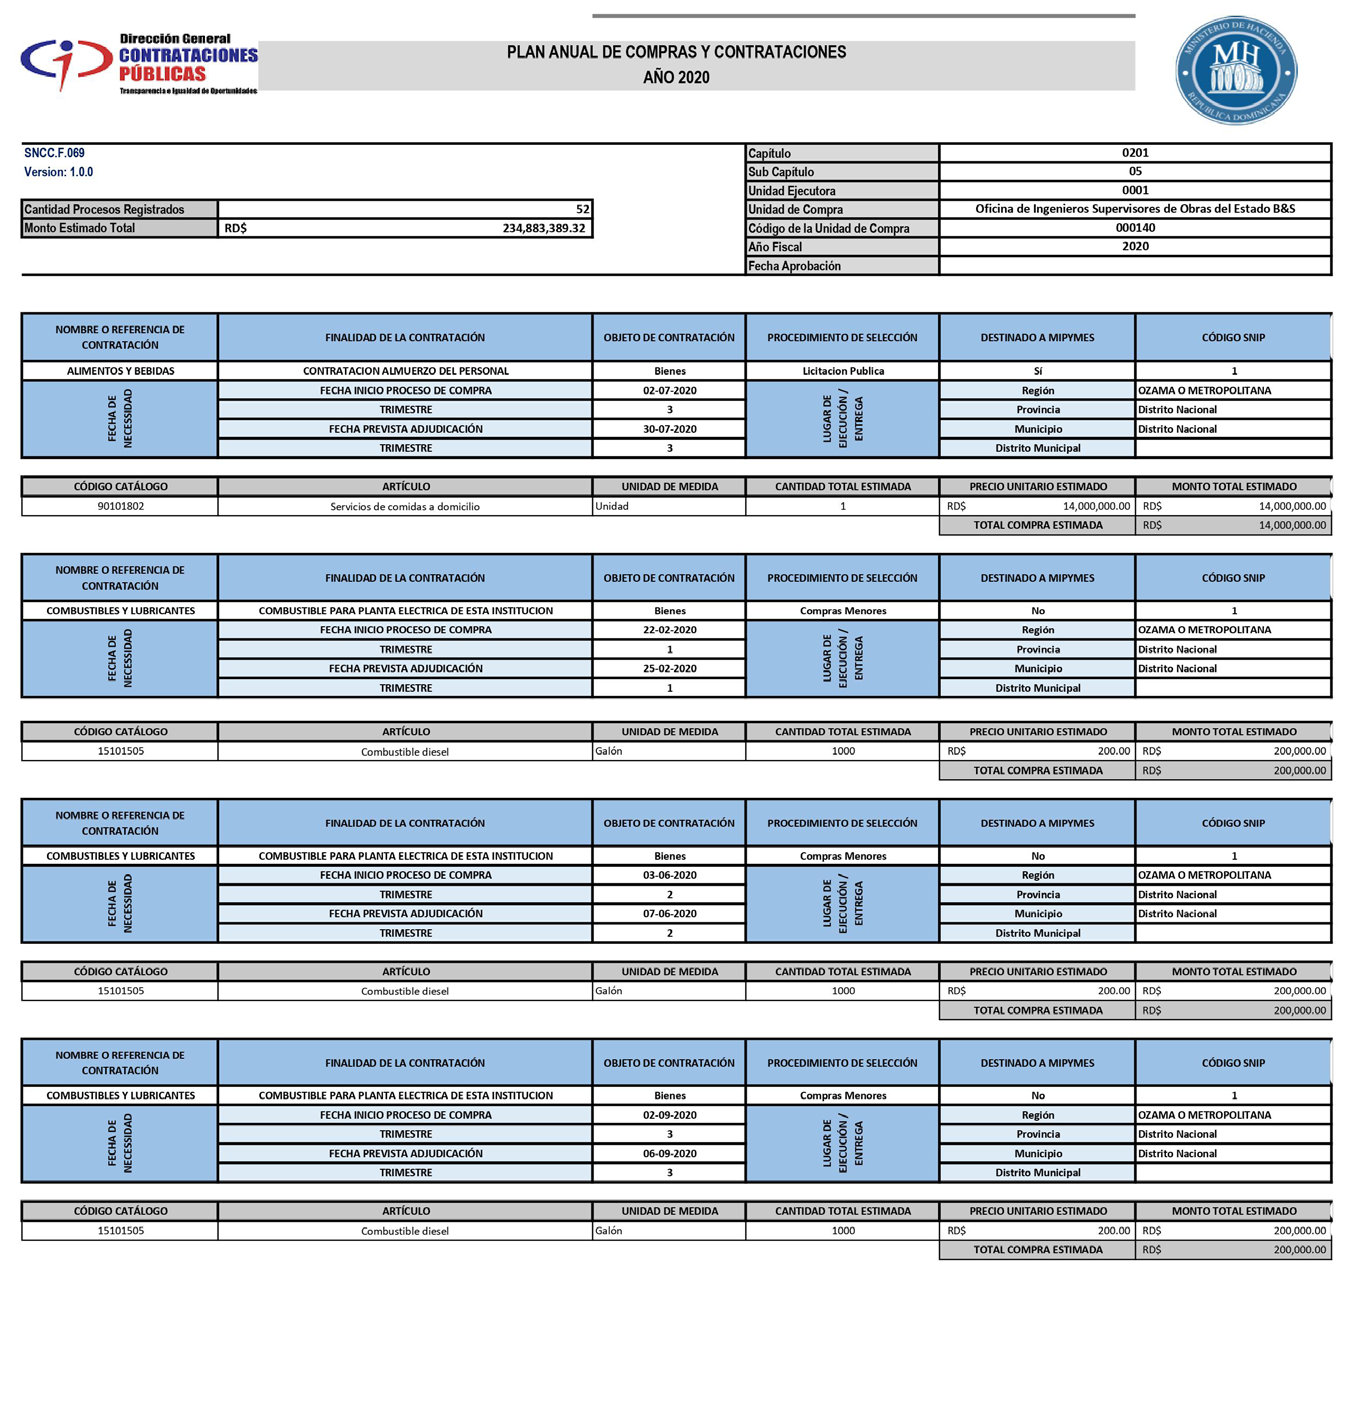 Dirección General
CONTRATACIONES
PÚBLICAS
Transparencia e Igualdad de Oportunidades
PLAN ANUAL DE COMPRAS Y CONTRATACIONES
AÑO 2020
MINISTERIO DE HACIENDA
MH
REPUBLICA DOMINICANA
SNCC.F.069
Version: 1.0.0
Cantidad Procesos Registrados 52
Monto Estimado Total RD$ 234,883,389.32
Capítulo 0201
Sub Capítulo 05
Unidad Ejecutora 0001
Unidad de Compra Oficina de Ingenieros Supervisores de Obras del Estado B&S
Código de la Unidad de Compra 000140
Año Fiscal 2020
Fecha Aprobación
NOMBRE O REFERENCIA DE CONTRATACIÓN FINALIDAD DE LA CONTRATACIÓN OBJETO DE CONTRATACIÓN PROCEDIMIENTO DE SELECCIÓN DESTINADO A MIPYMES CÓDIGO SNIP
ALIMENTOS Y BEBIDAS CONTRATACION ALMUERZO DEL PERSONAL Bienes Licitacion Publica Sí 1
FECHA DE NECESSIDAD
LUGAR DE EJECUCIÓN / ENTREGA
FECHA INICIO PROCESO DE COMPRA 02-07-2020 Región OZAMA O METROPOLITANA
TRIMESTRE 3 Provincia Distrito Nacional
FECHA PREVISTA ADJUDICACIÓN 30-07-2020 Municipio Distrito Nacional
TRIMESTRE 3 Distrito Municipal
CÓDIGO CATÁLOGO ARTÍCULO UNIDAD DE MEDIDA CANTIDAD TOTAL ESTIMADA PRECIO UNITARIO ESTIMADO MONTO TOTAL ESTIMADO
90101802 Servicios de comidas a domicilio Unidad 1 RD$ 14,000,000.00 RD$ 14,000,000.00
TOTAL COMPRA ESTIMADA RD$ 14,000,000.00
NOMBRE O REFERENCIA DE CONTRATACIÓN FINALIDAD DE LA CONTRATACIÓN OBJETO DE CONTRATACIÓN PROCEDIMIENTO DE SELECCIÓN DESTINADO A MIPYMES CÓDIGO SNIP
COMBUSTIBLES Y LUBRICANTES COMBUSTIBLE PARA PLANTA ELECTRICA DE ESTA INSTITUCION Bienes Compras Menores No 1
FECHA DE NECESSIDAD
LUGAR DE EJECUCIÓN / ENTREGA
FECHA INICIO PROCESO DE COMPRA 22-02-2020 Región OZAMA O METROPOLITANA
TRIMESTRE 1 Provincia Distrito Nacional
FECHA PREVISTA ADJUDICACIÓN 25-02-2020 Municipio Distrito Nacional
TRIMESTRE 1 Distrito Municipal
CÓDIGO CATÁLOGO ARTÍCULO UNIDAD DE MEDIDA CANTIDAD TOTAL ESTIMADA PRECIO UNITARIO ESTIMADO MONTO TOTAL ESTIMADO
15101505 Combustible diesel Galón 1000 RD$ 200.00 RD$ 200,000.00
TOTAL COMPRA ESTIMADA RD$ 200,000.00
NOMBRE O REFERENCIA DE CONTRATACIÓN FINALIDAD DE LA CONTRATACIÓN OBJETO DE CONTRATACIÓN PROCEDIMIENTO DE SELECCIÓN DESTINADO A MIPYMES CÓDIGO SNIP
COMBUSTIBLES Y LUBRICANTES COMBUSTIBLE PARA PLANTA ELECTRICA DE ESTA INSTITUCION Bienes Compras Menores No 1
FECHA DE NECESSIDAD
LUGAR DE EJECUCIÓN / ENTREGA
FECHA INICIO PROCESO DE COMPRA 03-06-2020 Región OZAMA O METROPOLITANA
TRIMESTRE 2 Provincia Distrito Nacional
FECHA PREVISTA ADJUDICACIÓN 07-06-2020 Municipio Distrito Nacional
TRIMESTRE 2 Distrito Municipal
CÓDIGO CATÁLOGO ARTÍCULO UNIDAD DE MEDIDA CANTIDAD TOTAL ESTIMADA PRECIO UNITARIO ESTIMADO MONTO TOTAL ESTIMADO
15101505 Combustible diesel Galón 1000 RD$ 200.00 RD$ 200,000.00
TOTAL COMPRA ESTIMADA RD$ 200,000.00
NOMBRE O REFERENCIA DE CONTRATACIÓN FINALIDAD DE LA CONTRATACIÓN OBJETO DE CONTRATACIÓN PROCEDIMIENTO DE SELECCIÓN DESTINADO A MIPYMES CÓDIGO SNIP
COMBUSTIBLES Y LUBRICANTES COMBUSTIBLE PARA PLANTA ELECTRICA DE ESTA INSTITUCION Bienes Compras Menores No 1
FECHA DE NECESSIDAD
LUGAR DE EJECUCIÓN / ENTREGA
FECHA INICIO PROCESO DE COMPRA 02-09-2020 Región OZAMA O METROPOLITANA
TRIMESTRE 3 Provincia Distrito Nacional
FECHA PREVISTA ADJUDICACIÓN 06-09-2020 Municipio Distrito Nacional
TRIMESTRE 3 Distrito Municipal
CÓDIGO CATÁLOGO ARTÍCULO UNIDAD DE MEDIDA CANTIDAD TOTAL ESTIMADA PRECIO UNITARIO ESTIMADO MONTO TOTAL ESTIMADO
15101505 Combustible diesel Galón 1000 RD$ 200.00 RD$ 200,000.00
TOTAL COMPRA ESTIMADA RD$ 200,000.00